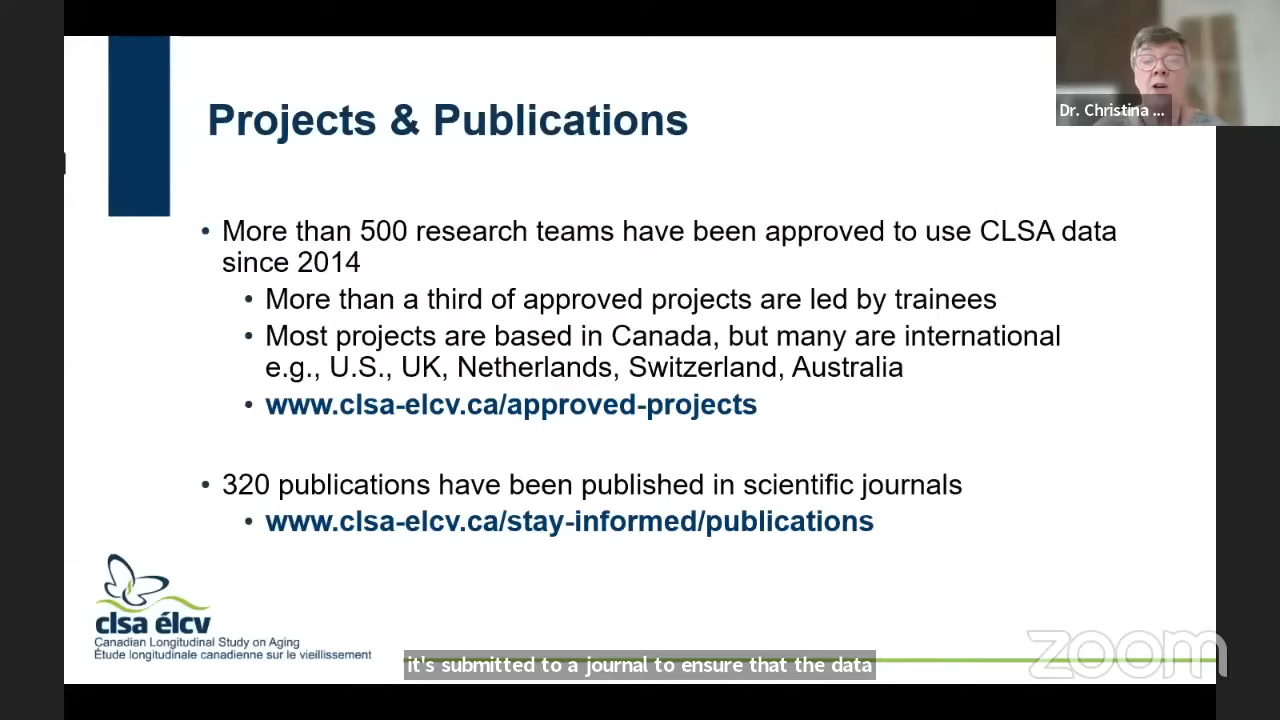 Dr. Christina ...
Projects & Publications
• More than 500 research teams have been approved to use CLSA data
since 2014
• More than a third of approved projects are led by trainees
• Most projects are based in Canada, but many are international
e.g., U.S., UK, Netherlands, Switzerland, Australia
• www.clsa-elcv.ca/approved-projects
• 320 publications have been published in scientific journals
• www.clsa-elcv.ca/stay-informed/publications
clsa élcv
Canadian Longitudinal Study on Aging
Étude longitudinale canadienne sur le vieillissement
it's submitted to a journal to ensure that the data
zoom